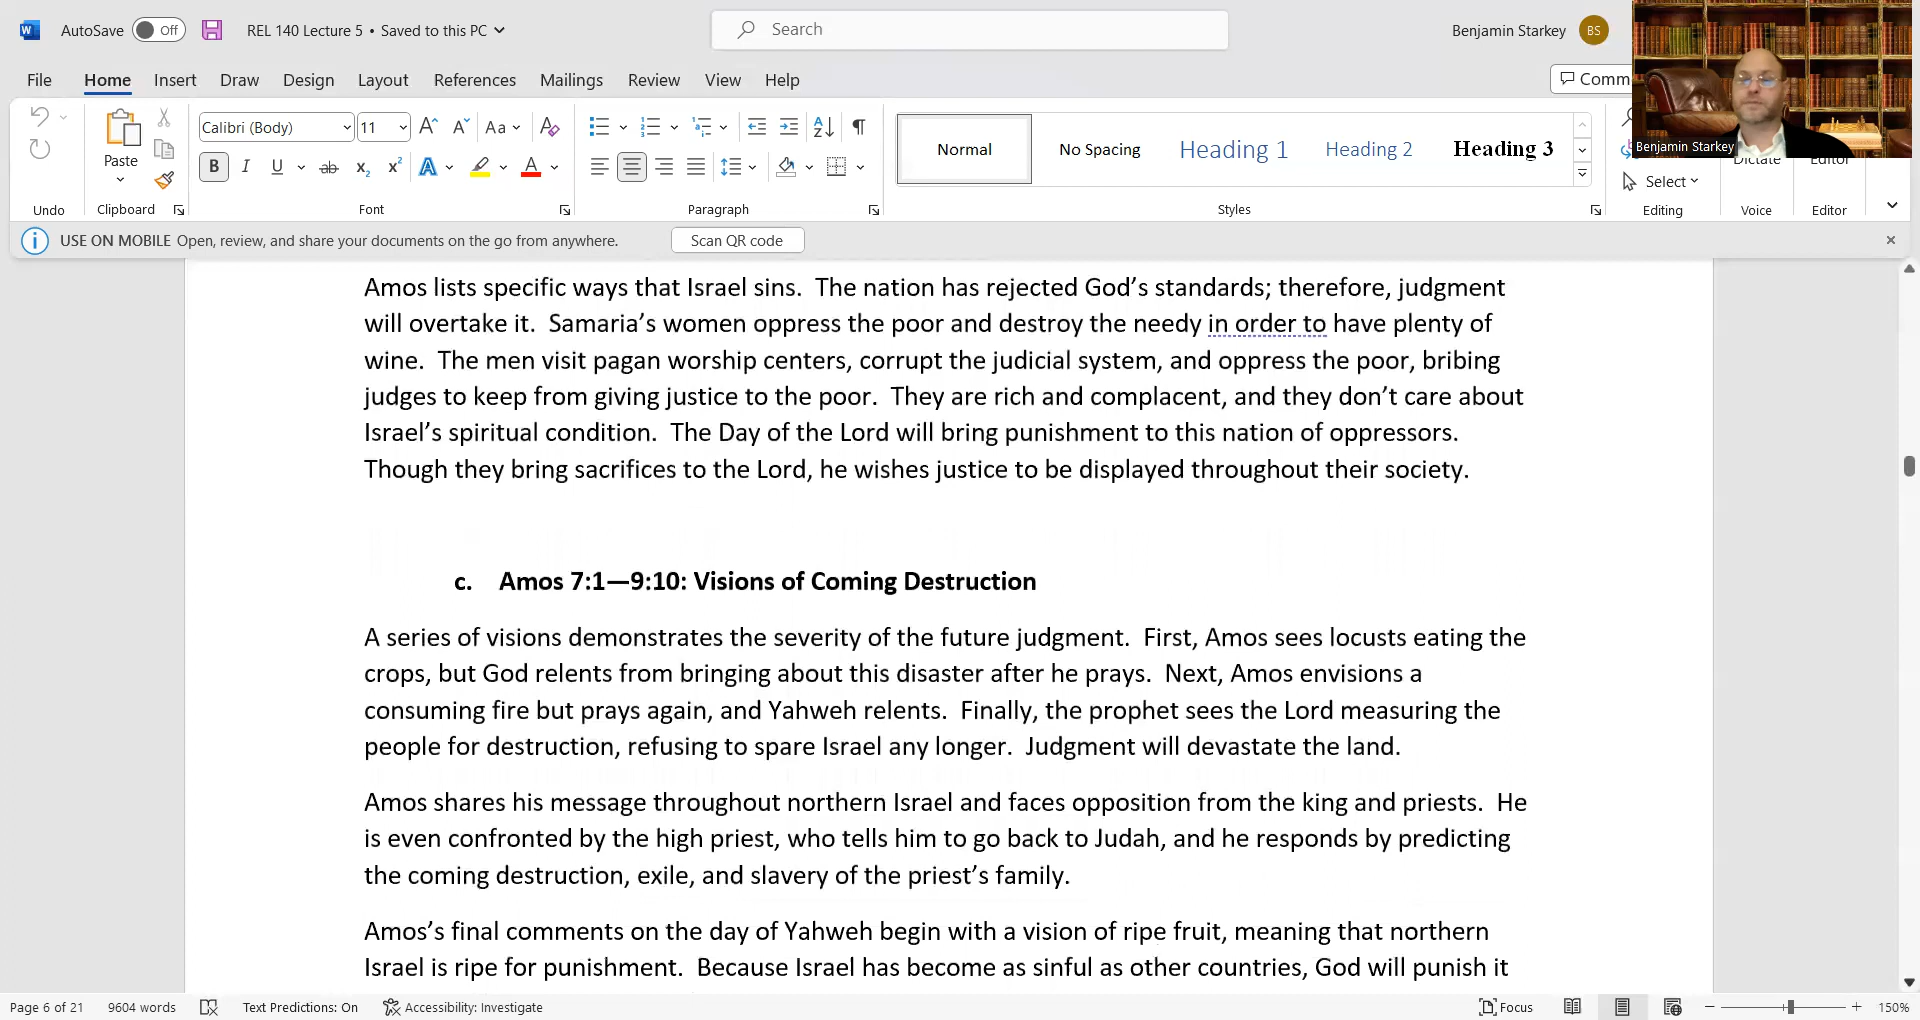 AutoSave Off REL 140 Lecture 5 • Saved to this PC Search Benjamin Starkey BS
File Home Insert Draw Design Layout References Mailings Review View Help Comm
Benjamin Starkey
Calibri (Body) 11 Aa Normal No Spacing Heading 1 Heading 2 Heading 3
Paste Dictate Editor
B I U ab x₂ x² A A Select
Undo Clipboard Font Paragraph Styles Editing Voice Editor
USE ON MOBILE Open, review, and share your documents on the go from anywhere. Scan QR code
Amos lists specific ways that Israel sins. The nation has rejected God’s standards; therefore, judgment
will overtake it. Samaria’s women oppress the poor and destroy the needy in order to have plenty of
wine. The men visit pagan worship centers, corrupt the judicial system, and oppress the poor, bribing
judges to keep from giving justice to the poor. They are rich and complacent, and they don’t care about
Israel’s spiritual condition. The Day of the Lord will bring punishment to this nation of oppressors.
Though they bring sacrifices to the Lord, he wishes justice to be displayed throughout their society.
c. Amos 7:1—9:10: Visions of Coming Destruction
A series of visions demonstrates the severity of the future judgment. First, Amos sees locusts eating the
crops, but God relents from bringing about this disaster after he prays. Next, Amos envisions a
consuming fire but prays again, and Yahweh relents. Finally, the prophet sees the Lord measuring the
people for destruction, refusing to spare Israel any longer. Judgment will devastate the land.
Amos shares his message throughout northern Israel and faces opposition from the king and priests. He
is even confronted by the high priest, who tells him to go back to Judah, and he responds by predicting
the coming destruction, exile, and slavery of the priest’s family.
Amos’s final comments on the day of Yahweh begin with a vision of ripe fruit, meaning that northern
Israel is ripe for punishment. Because Israel has become as sinful as other countries, God will punish it
Page 6 of 21 9604 words Text Predictions: On Accessibility: Investigate Focus 150%